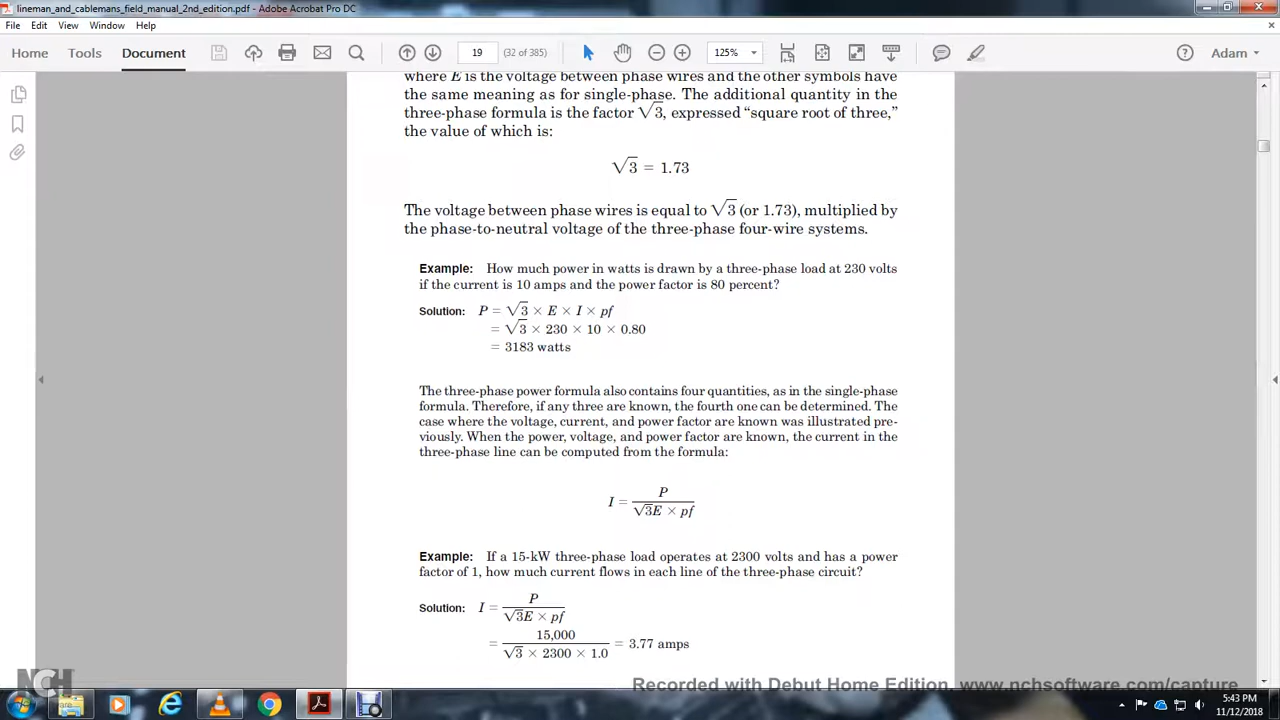 lineman_and_cablemans_field_manual_2nd_edition.pdf - Adobe Acrobat Pro DC
File Edit View Window Help
Home Tools Document 19 (32 of 385) 125% Adam
where E is the voltage between phase wires and the other symbols have
the same meaning as for single-phase. The additional quantity in the
three-phase formula is the factor √3, expressed “square root of three,”
the value of which is:
√3 = 1.73
The voltage between phase wires is equal to √3 (or 1.73), multiplied by
the phase-to-neutral voltage of the three-phase four-wire systems.
Example: How much power in watts is drawn by a three-phase load at 230 volts
if the current is 10 amps and the power factor is 80 percent?
Solution: P = √3 × E × I × pf
= √3 × 230 × 10 × 0.80
= 3183 watts
The three-phase power formula also contains four quantities, as in the single-phase
formula. Therefore, if any three are known, the fourth one can be determined. The
case where the voltage, current, and power factor are known was illustrated pre-
viously. When the power, voltage, and power factor are known, the current in the
three-phase line can be computed from the formula:
P
I =
√3E × pf
Example: If a 15-kW three-phase load operates at 2300 volts and has a power
factor of 1, how much current flows in each line of the three-phase circuit?
P
Solution: I =
√3E × pf
15,000
= = 3.77 amps
√3 × 2300 × 1.0
NCH
Recorded with Debut Home Edition. www.nchsoftware.com/capture
5:43 PM
11/12/2018